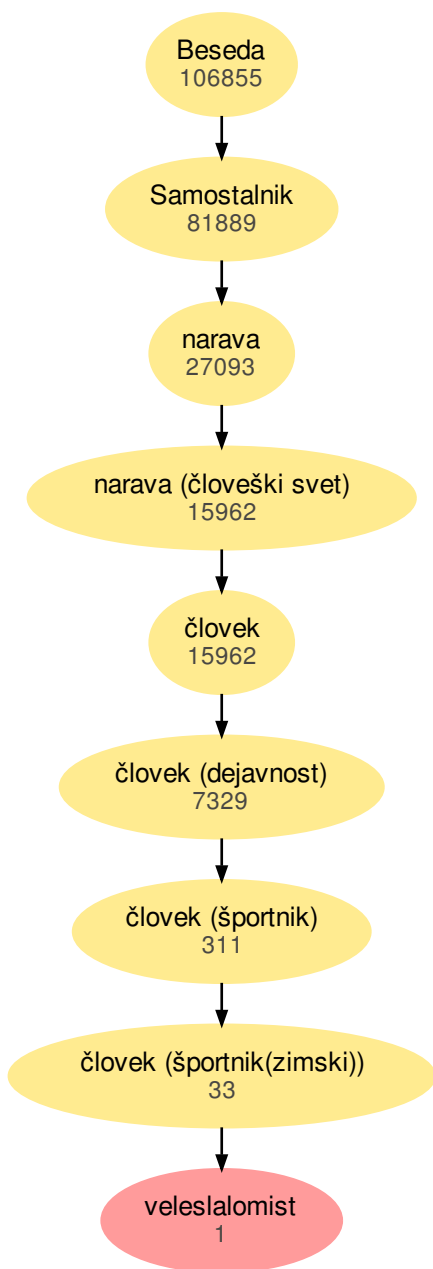 Beseda
106855
Samostalnik
81889
narava
27093
narava (človeški svet)
15962
človek
15962
človek (dejavnost)
7329
človek (športnik)
311
človek (športnik(zimski))
33
veleslalomist
1